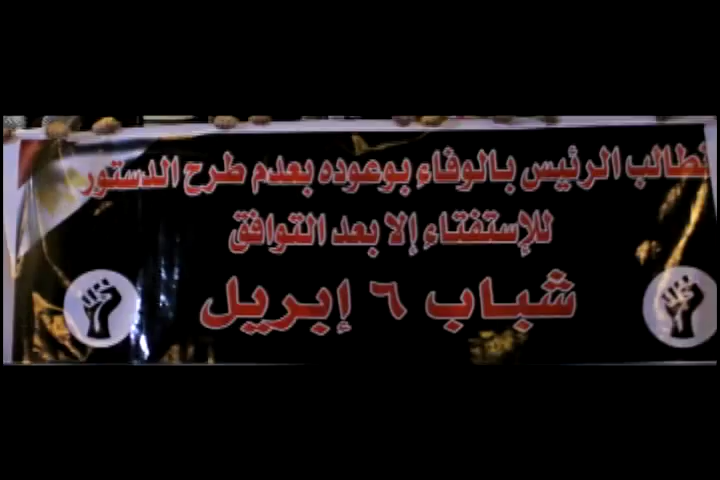 نطالب الرئيس بالوفاء بوعوده بعدم طرح الدستور
للإستفتاء إلا بعد التوافق
شباب ٦ إبريل